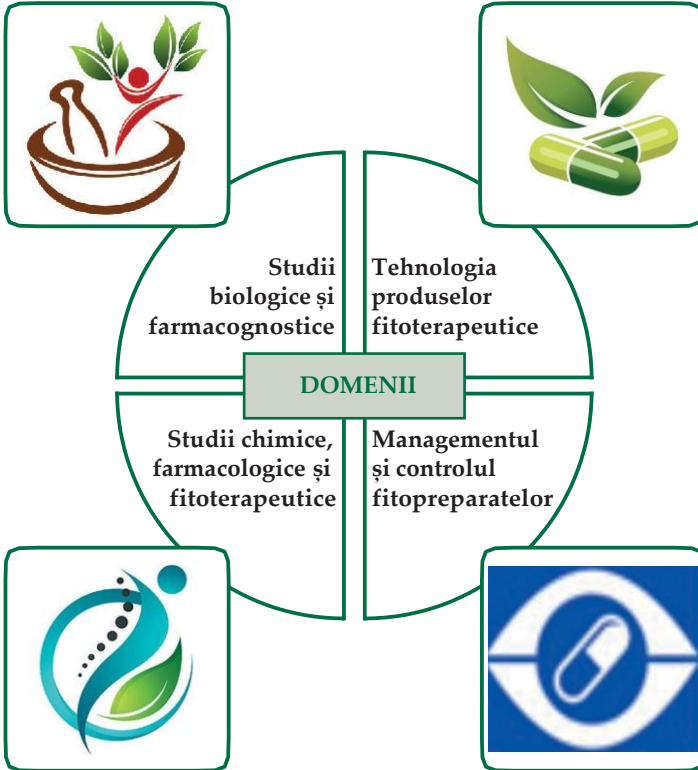 Studii
biologice și
farmacognostice
Tehnologia
produselor
fitoterapeutice
DOMENII
Studii chimice,
farmacologice și
fitoterapeutice
Managementul
și controlul
fitopreparatelor